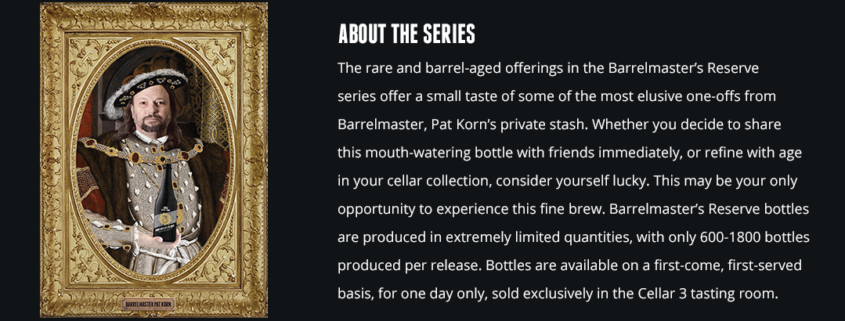 ABOUT THE SERIES
The rare and barrel-aged offerings in the Barrelmaster's Reserve
series offer a small taste of some of the most elusive one-offs from
Barrelmaster, Pat Korn's private stash. Whether you decide to share
this mouth-watering bottle with friends immediately, or refine with age
in your cellar collection, consider yourself lucky. This may be your only
opportunity to experience this fine brew. Barrelmaster's Reserve bottles
are produced in extremely limited quantities, with only 600-1800 bottles
produced per release. Bottles are available on a first-come, first-served
basis, for one day only, sold exclusively in the Cellar 3 tasting room.
BARRELMASTER PAT KORN